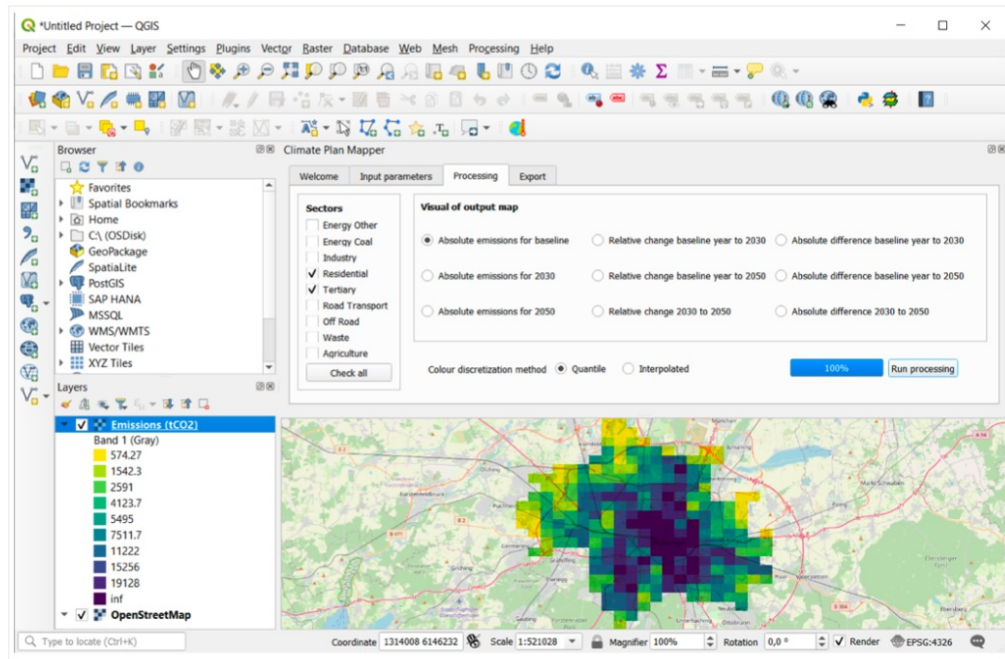 *Untitled Project — QGIS
Project Edit View Layer Settings Plugins Vector Raster Database Web Mesh Processing Help
Browser
Favorites
Spatial Bookmarks
Home
C:\ (OSDisk)
GeoPackage
SpatiaLite
PostGIS
SAP HANA
MSSQL
WMS/WMTS
Vector Tiles
XYZ Tiles
Layers
Emissions (tCO2)
Band 1 (Gray)
574.27
1542.3
2591
4123.7
5495
7511.7
11222
15256
19128
inf
OpenStreetMap
Climate Plan Mapper
Welcome Input parameters Processing Export
Sectors
Energy Other
Energy Coal
Industry
Residential
Tertiary
Road Transport
Off Road
Waste
Agriculture
Check all
Visual of output map
Absolute emissions for baseline Relative change baseline year to 2030 Absolute difference baseline year to 2030
Absolute emissions for 2030 Relative change baseline year to 2050 Absolute difference baseline year to 2050
Absolute emissions for 2050 Relative change 2030 to 2050 Absolute difference 2030 to 2050
Colour discretization method Quantile Interpolated 100% Run processing
Markt Schwaben
Poing
Germering
Gräfelfing
Planegg
Gauting
Ebersberg
Type to locate (Ctrl+K) Coordinate 1314008 6146232 Scale 1:521028 Magnifier 100% Rotation 0,0 ° Render EPSG:4326